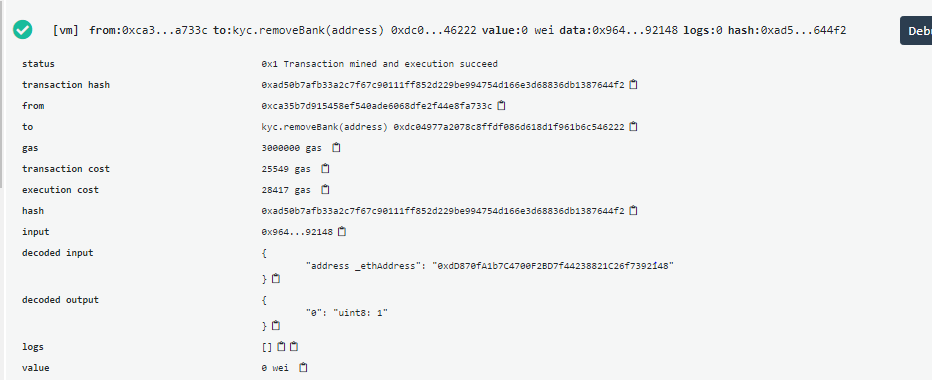 [vm] from:0xca3...a733c to:kyc.removeBank(address) 0xdc0...46222 value:0 wei data:0x964...92148 logs:0 hash:0xad5...644f2
Debu
status 0x1 Transaction mined and execution succeed
transaction hash 0xad50b7afb33a2c7f67c90111ff852d229be994754d166e3d68836db1387644f2
from 0xca35b7d915458ef540ade6068dfe2f44e8fa733c
to kyc.removeBank(address) 0xdc04977a2078c8ffdf086d618d1f961b6c546222
gas 3000000 gas
transaction cost 25549 gas
execution cost 28417 gas
hash 0xad50b7afb33a2c7f67c90111ff852d229be994754d166e3d68836db1387644f2
input 0x964...92148
decoded input {
"address _ethAddress": "0xdD870fA1b7C4700F2BD7f44238821C26f7392148"
}
decoded output {
"0": "uint8: 1"
}
logs []
value 0 wei